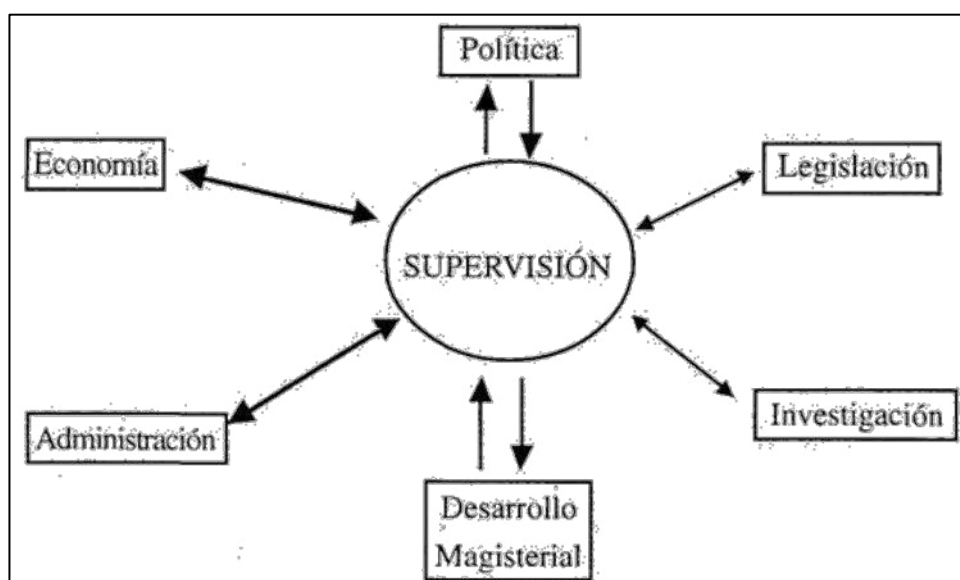 Política
Economía
Legislación
SUPERVISIÓN
Administración
Investigación
Desarrollo
Magisterial